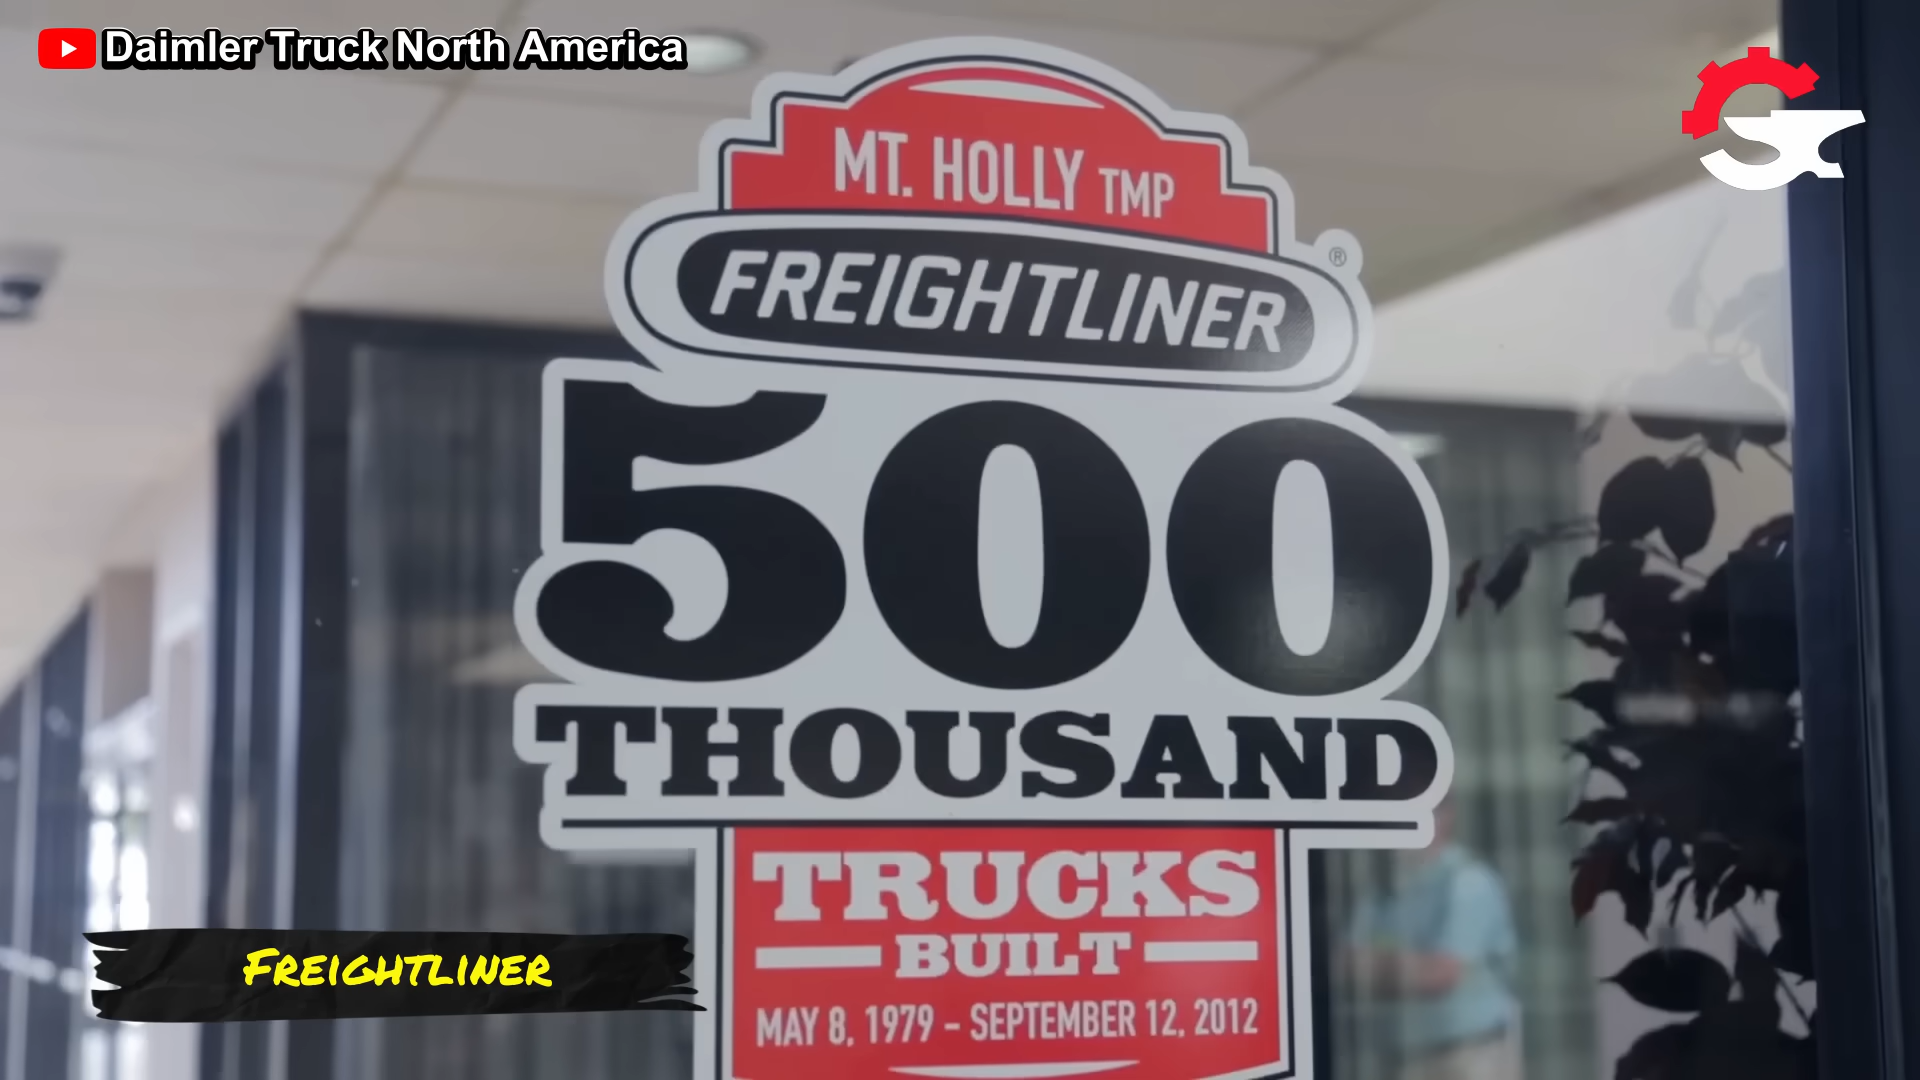 Daimler Truck North America
MT. HOLLY TMP
FREIGHTLINER
®
500
THOUSAND
TRUCKS
BUILT
MAY 8, 1979 – SEPTEMBER 12, 2012
FREIGHTLINER